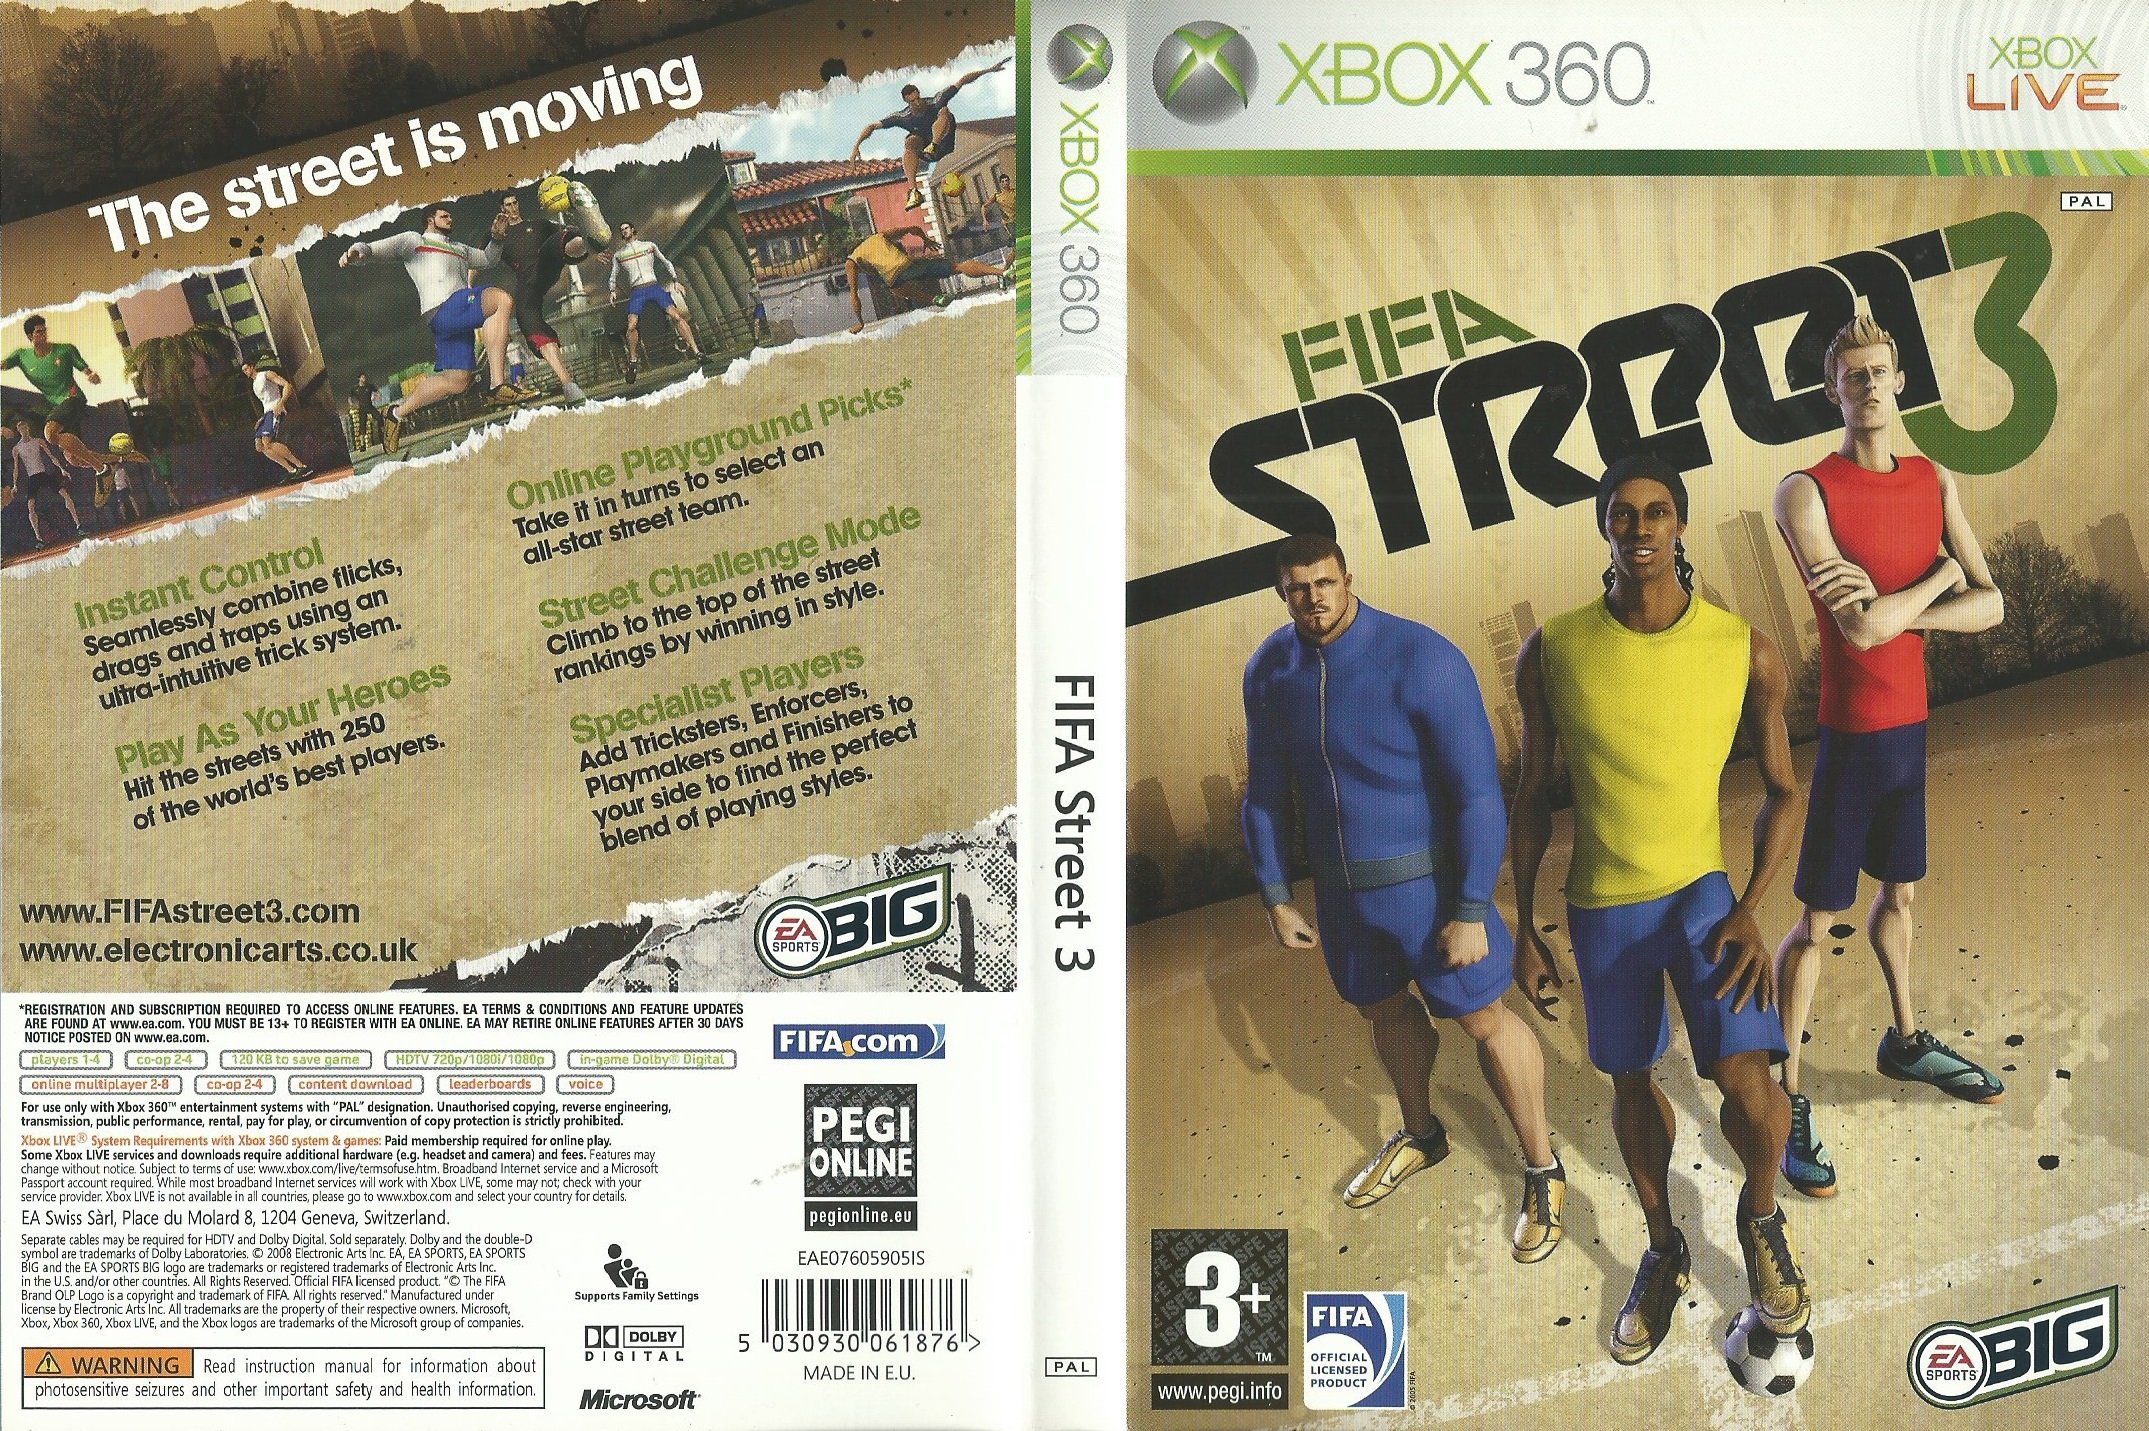 The street is moving
Instant Control
Seamlessly combine flicks,
drags and traps using an
ultra-intuitive trick system.
Play As Your Heroes
Hit the streets with 250
of the world's best players.
Online Playground Picks*
Take it in turns to select an
all-star street team.
Street Challenge Mode
Climb to the top of the street
rankings by winning in style.
Specialist Players
Add Tricksters, Enforcers,
Playmakers and Finishers to
your side to find the perfect
blend of playing styles.
www.FIFAstreet3.com
www.electronicarts.co.uk
EA SPORTS BIG
*REGISTRATION AND SUBSCRIPTION REQUIRED TO ACCESS ONLINE FEATURES. EA TERMS & CONDITIONS AND FEATURE UPDATES
ARE FOUND AT www.ea.com. YOU MUST BE 13+ TO REGISTER WITH EA ONLINE. EA MAY RETIRE ONLINE FEATURES AFTER 30 DAYS
NOTICE POSTED ON www.ea.com.
players 1-4 co-op 2-4 120 KB to save game HDTV 720p/1080i/1080p in-game Dolby® Digital
online multiplayer 2-8 co-op 2-4 content download leaderboards voice
For use only with Xbox 360™ entertainment systems with "PAL" designation. Unauthorised copying, reverse engineering,
transmission, public performance, rental, pay for play, or circumvention of copy protection is strictly prohibited.
Xbox LIVE® System Requirements with Xbox 360 system & games: Paid membership required for online play.
Some Xbox LIVE services and downloads require additional hardware (e.g. headset and camera) and fees. Features may
change without notice. Subject to terms of use: www.xbox.com/live/termsofuse.htm. Broadband Internet service and a Microsoft
Passport account required. While most broadband Internet services will work with Xbox LIVE, some may not; check with your
service provider. Xbox LIVE is not available in all countries, please go to www.xbox.com and select your country for details.
EA Swiss Sàrl, Place du Molard 8, 1204 Geneva, Switzerland.
Separate cables may be required for HDTV and Dolby Digital. Sold separately. Dolby and the double-D
symbol are trademarks of Dolby Laboratories. © 2008 Electronic Arts Inc. EA, EA SPORTS, EA SPORTS
BIG and the EA SPORTS BIG logo are trademarks or registered trademarks of Electronic Arts Inc.
in the U.S. and/or other countries. All Rights Reserved. Official FIFA licensed product. "© The FIFA
Brand OLP Logo is a copyright and trademark of FIFA. All rights reserved." Manufactured under
license by Electronic Arts Inc. All trademarks are the property of their respective owners. Microsoft,
Xbox, Xbox 360, Xbox LIVE, and the Xbox logos are trademarks of the Microsoft group of companies.
WARNING Read instruction manual for information about
photosensitive seizures and other important safety and health information.
Supports Family Settings
DOLBY
DIGITAL
Microsoft®
FIFA.com
PEGI
ONLINE
pegionline.eu
EAE07605905IS
5 030930 061876 >
MADE IN E.U.
XBOX 360
FIFA Street 3
PAL
XBOX 360™
XBOX
LIVE®
PAL
FIFA
STREET 3
3+
™
www.pegi.info
FIFA
OFFICIAL
LICENSED
PRODUCT
© 2005 FIFA
EA SPORTS BIG